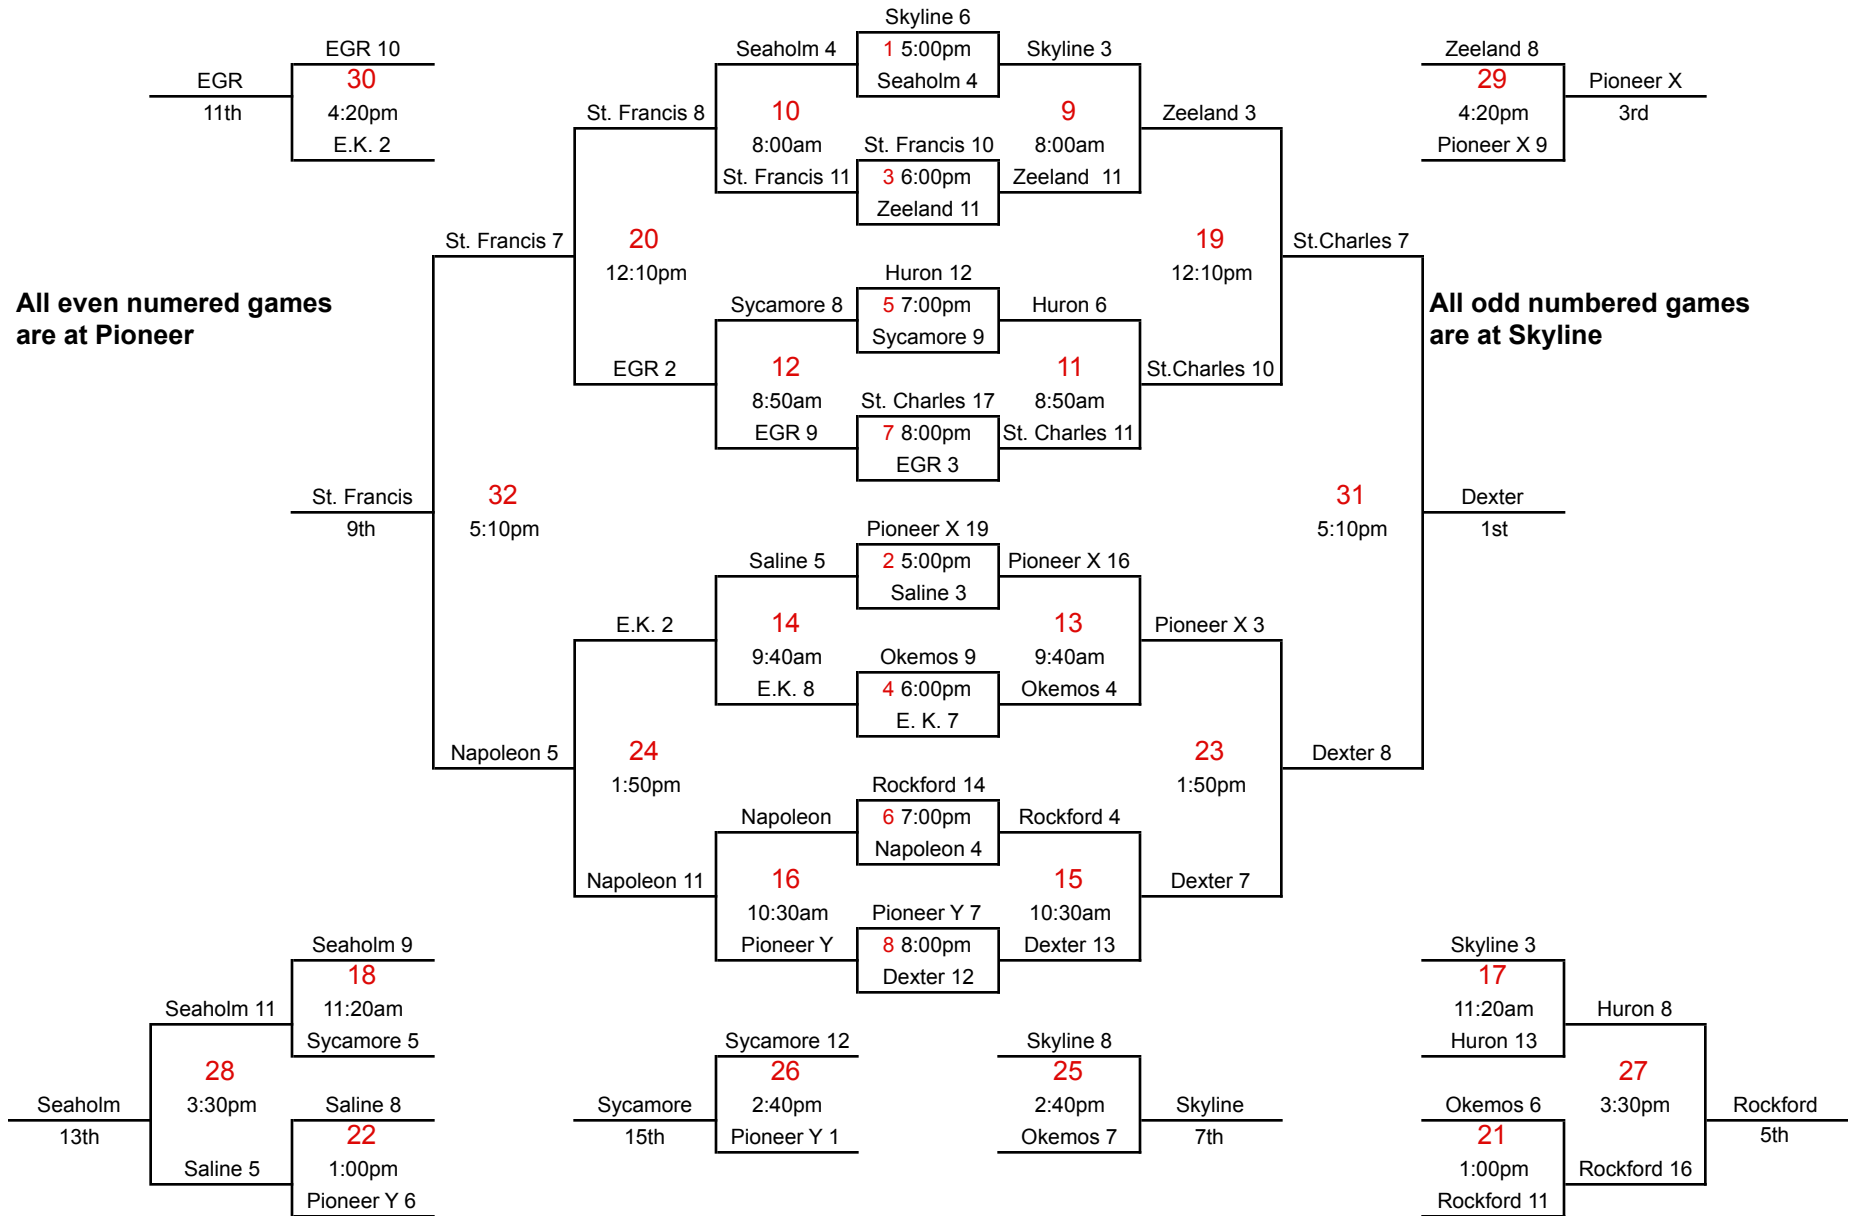 Skyline 6
EGR 10
Seaholm 4
1 5:00pm
Skyline 3
Zeeland 8
EGR
30
Seaholm 4
29
Pioneer X
11th
4:20pm
St. Francis 8
10
9
Zeeland 3
4:20pm
3rd
E.K. 2
8:00am
St. Francis 10
8:00am
Pioneer X 9
St. Francis 11
3 6:00pm
Zeeland 11
Zeeland 11
St. Francis 7
20
19
St.Charles 7
12:10pm
Huron 12
12:10pm
All even numered games
are at Pioneer
Sycamore 8
5 7:00pm
Huron 6
All odd numbered games
are at Skyline
Sycamore 9
EGR 2
12
11
St.Charles 10
8:50am
St. Charles 17
8:50am
EGR 9
7 8:00pm
St. Charles 11
EGR 3
St. Francis
32
31
Dexter
9th
5:10pm
Pioneer X 19
5:10pm
1st
Saline 5
2 5:00pm
Pioneer X 16
Saline 3
E.K. 2
14
13
Pioneer X 3
9:40am
Okemos 9
9:40am
E.K. 8
4 6:00pm
Okemos 4
E. K. 7
Napoleon 5
24
23
Dexter 8
1:50pm
Rockford 14
1:50pm
Napoleon
6 7:00pm
Rockford 4
Napoleon 4
Napoleon 11
16
15
Dexter 7
10:30am
Pioneer Y 7
10:30am
Seaholm 9
Pioneer Y
8 8:00pm
Dexter 13
Skyline 3
18
Dexter 12
17
Seaholm 11
11:20am
11:20am
Huron 8
Sycamore 5
Sycamore 12
Skyline 8
Huron 13
28
26
25
27
Seaholm
3:30pm
Saline 8
Sycamore
2:40pm
2:40pm
Skyline
Okemos 6
3:30pm
Rockford
13th
22
15th
Pioneer Y 1
Okemos 7
7th
21
5th
Saline 5
1:00pm
1:00pm
Rockford 16
Pioneer Y 6
Rockford 11